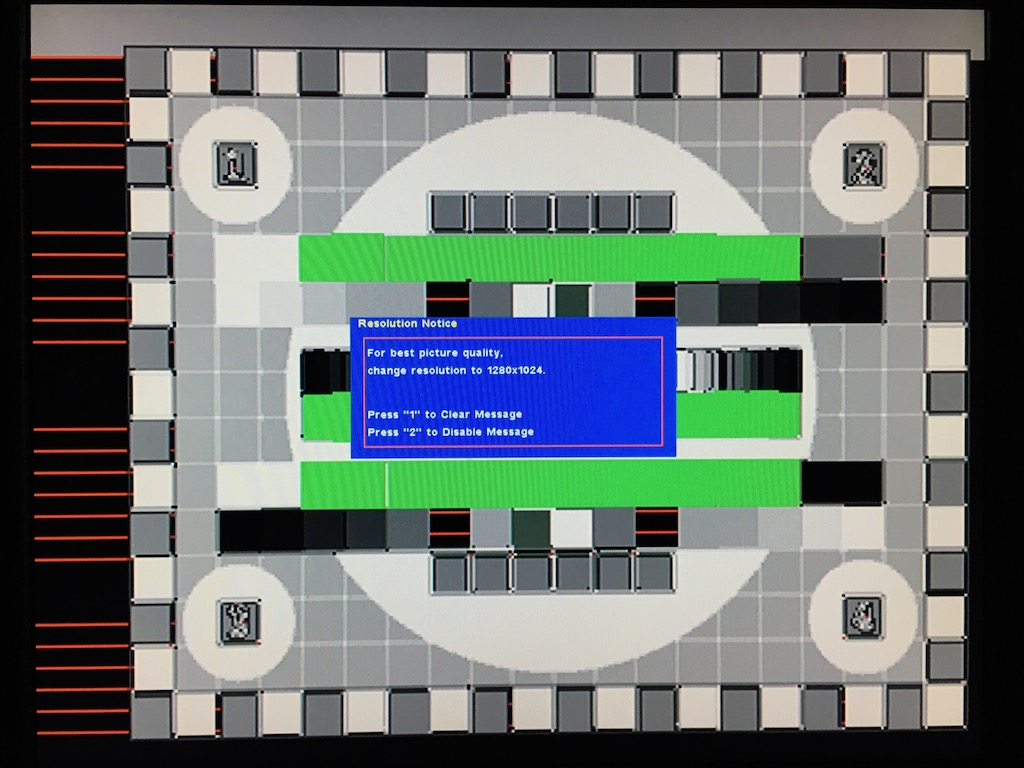 Resolution Notice
For best picture quality,
change resolution to 1280x1024.
Press "1" to Clear Message
Press "2" to Disable Message